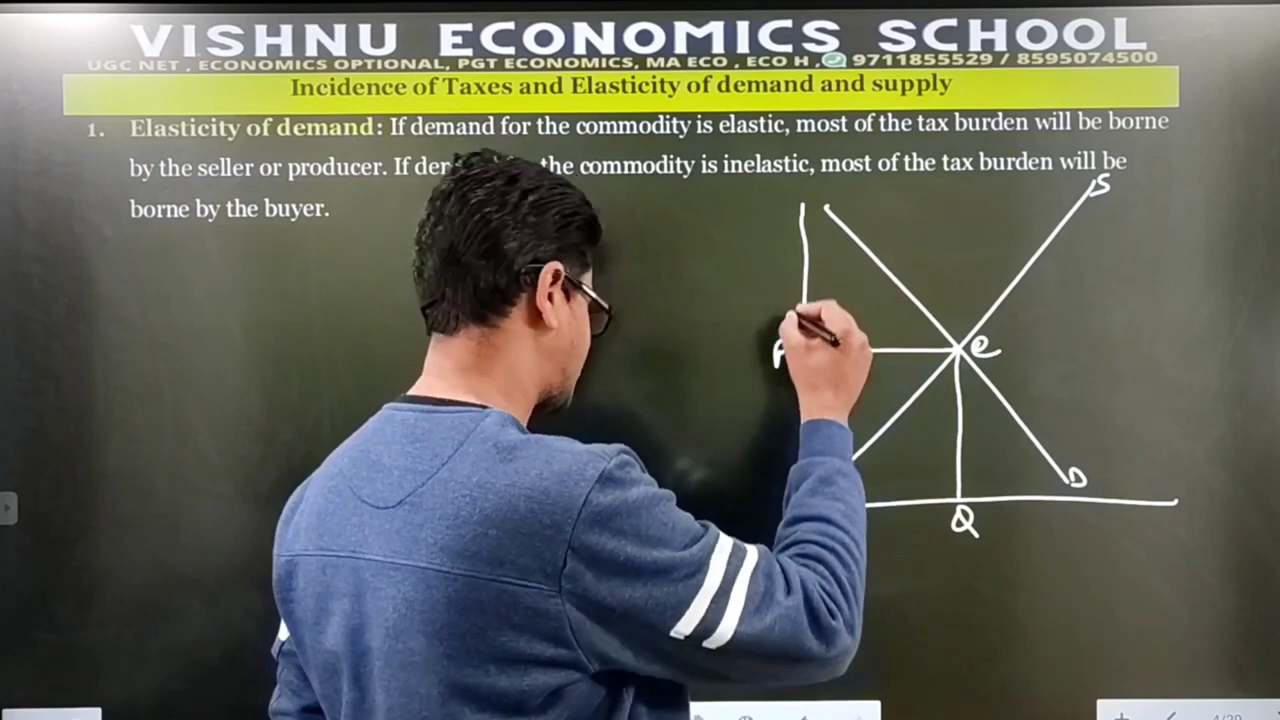 VISHNU ECONOMICS SCHOOL
UGC NET , ECONOMICS OPTIONAL, PGT ECONOMICS, MA ECO , ECO H , 9711855529 / 8595074500
Incidence of Taxes and Elasticity of demand and supply
1. Elasticity of demand: If demand for the commodity is elastic, most of the tax burden will be borne
by the seller or producer. If the commodity is inelastic, most of the tax burden will be
borne by the buyer.
S
e
D
Q